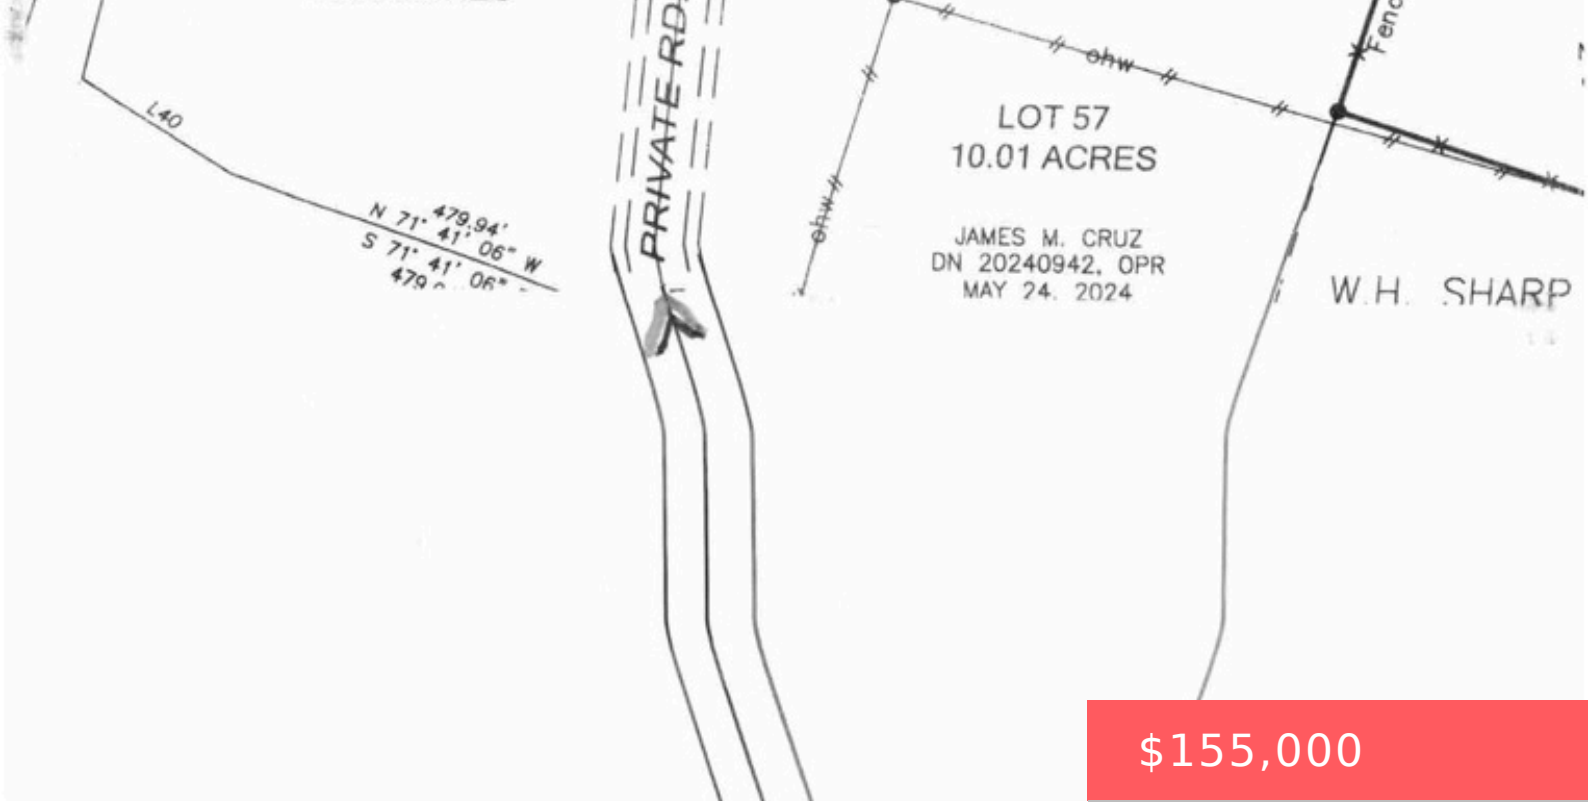 PRIVATE RD.
Fenc
ohw
L40
LOT 57
10.01 ACRES
ohw
479.94'
N 71° 41' 06" W
S 71° 41' 06"
JAMES M. CRUZ
DN 20240942, OPR
MAY 24, 2024
W.H. SHARP
$155,000